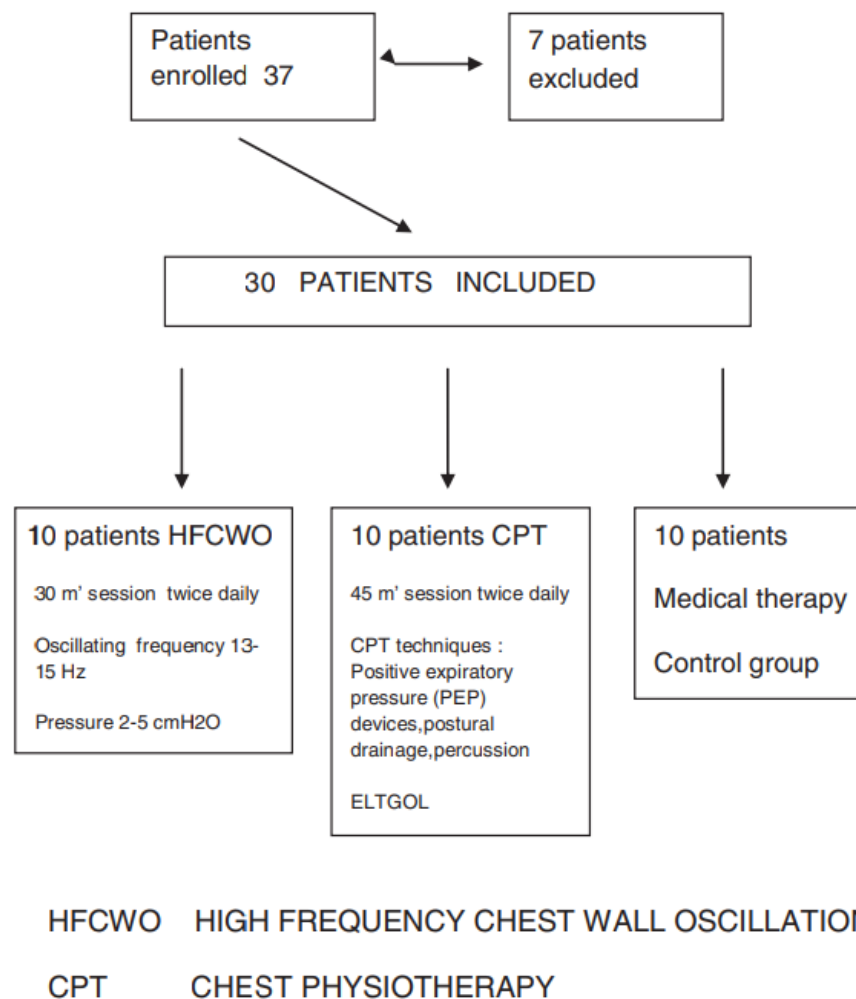 Patients
enrolled 37
7 patients
excluded
30 PATIENTS INCLUDED
10 patients HFCWO
30 m' session twice daily
Oscillating frequency 13-
15 Hz
Pressure 2-5 cmH2O
10 patients CPT
45 m' session twice daily
CPT techniques :
Positive expiratory
pressure (PEP)
devices,postural
drainage,percussion
ELTGOL
10 patients
Medical therapy
Control group
HFCWO HIGH FREQUENCY CHEST WALL OSCILLATION
CPT CHEST PHYSIOTHERAPY